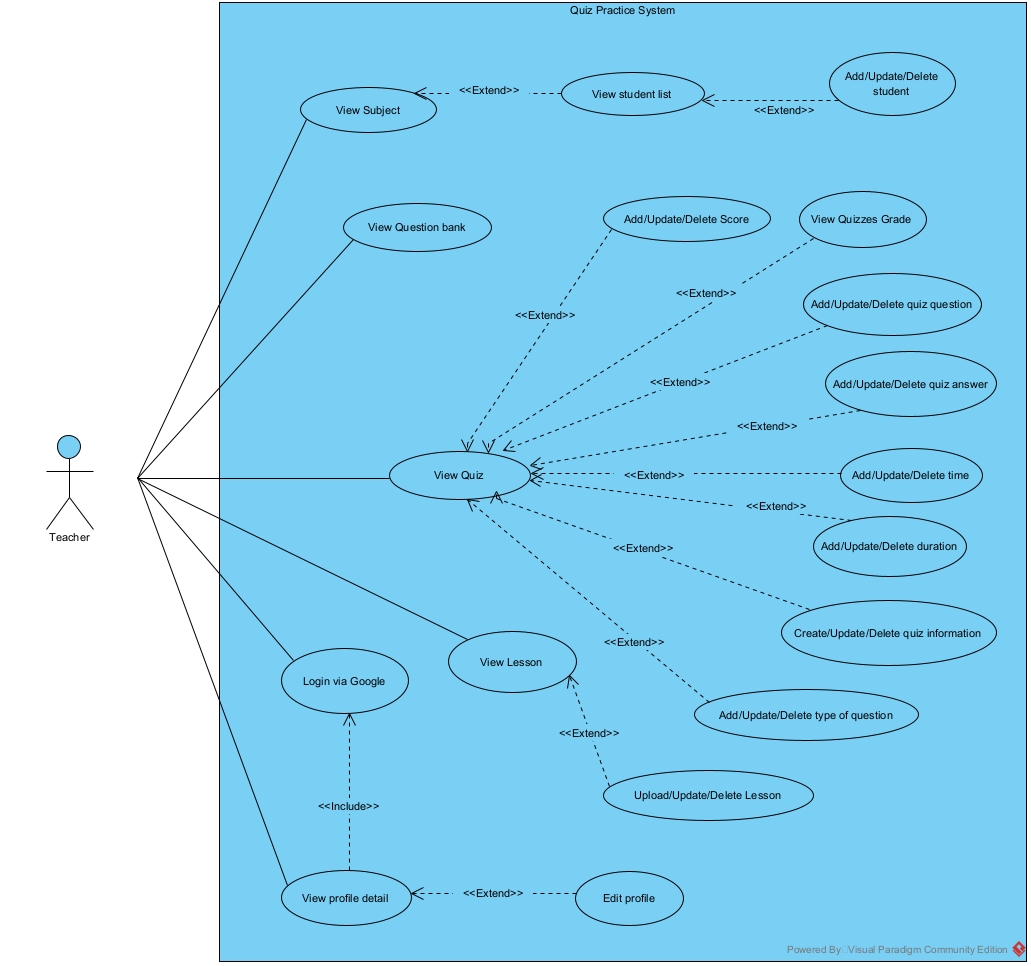 Quiz Practice System
Add/Update/Delete
student
<<Extend>>
View student list
View Subject
<<Extend>>
Add/Update/Delete Score
View Quizzes Grade
View Question bank
<<Extend>>
Add/Update/Delete quiz question
<<Extend>>
<<Extend>>
Add/Update/Delete quiz answer
<<Extend>>
View Quiz
<<Extend>>
Add/Update/Delete time
<<Extend>>
Teacher
Add/Update/Delete duration
<<Extend>>
Create/Update/Delete quiz information
<<Extend>>
View Lesson
Login via Google
Add/Update/Delete type of question
<<Extend>>
Upload/Update/Delete Lesson
<<Include>>
<<Extend>>
View profile detail
Edit profile
Powered By Visual Paradigm Community Edition